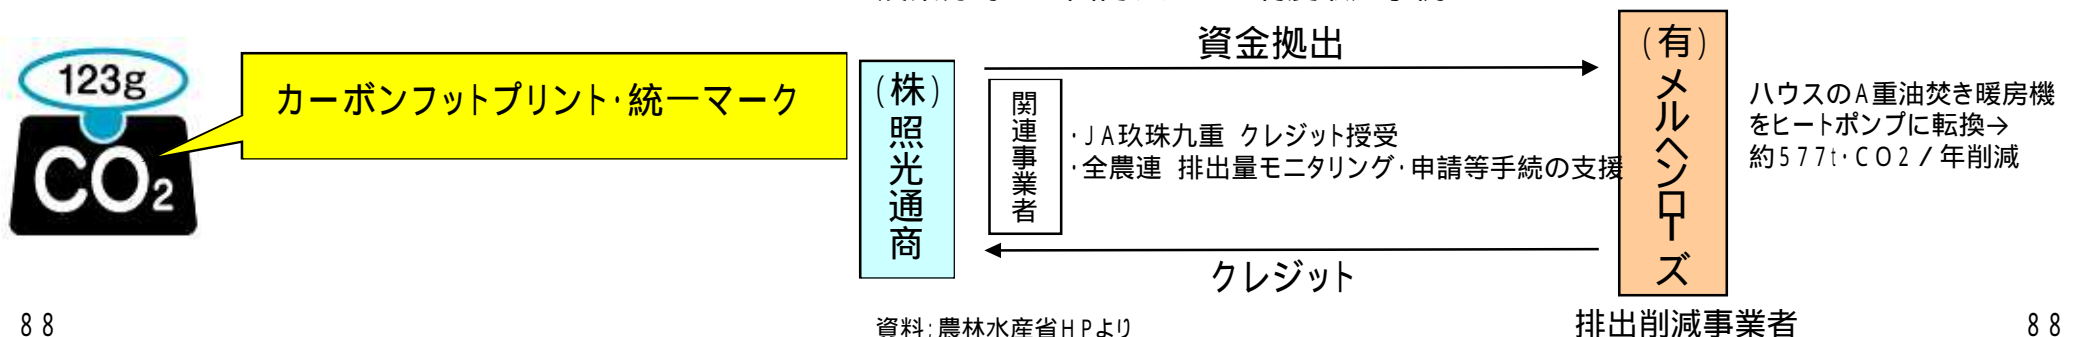 123g
CO2
カーボンフットプリント・統一マーク
(株)照光通商
資金拠出
関連事業者
・JA玖珠九重 クレジット授受
・全農連 排出量モニタリング・申請等手続の支援
クレジット
(有)メルヘンローズ
ハウスのA重油焚き暖房機
をヒートポンプに転換→
約577t・CO2/年削減
排出削減事業者
資料:農林水産省HPより
88
88